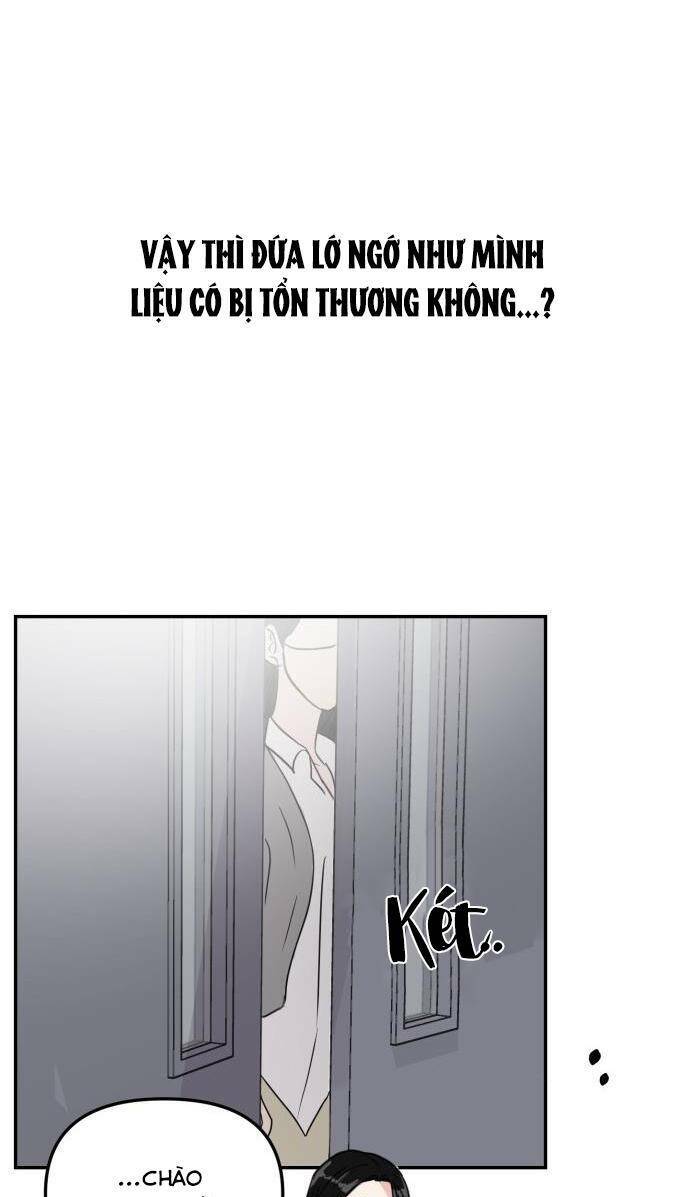 VẬY THÌ ĐỨA LỚ NGỚ NHƯ MÌNH
LIỆU CÓ BỊ TỔN THƯƠNG KHÔNG...?
Két..
...CHÀO